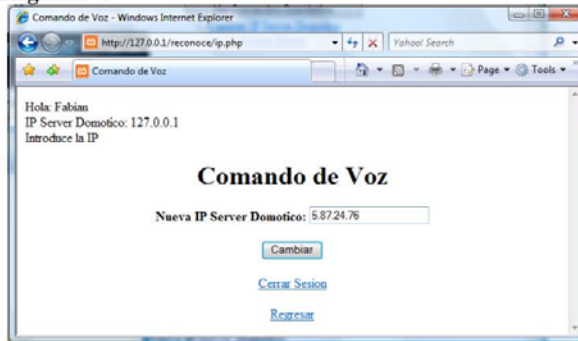 Comando de Voz - Windows Internet Explorer
http://127.0.0.1/reconoce/ip.php
Yahoo! Search
Comando de Voz
Page
Tools
Hola: Fabian
IP Server Domotico: 127.0.0.1
Introduce la IP
Comando de Voz
Nueva IP Server Domotico: 5.87.24.76
Cambiar
Cerrar Sesion
Regresar